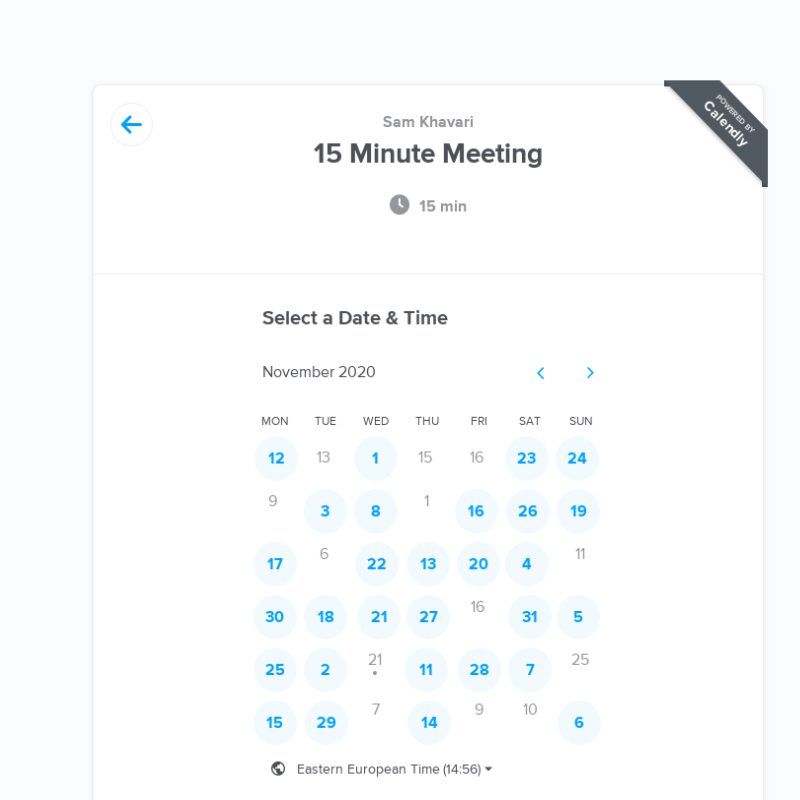 POWERED BY
Calendly
Sam Khavari
15 Minute Meeting
15 min
Select a Date & Time
November 2020
MON TUE WED THU FRI SAT SUN
12 13 1 15 16 23 24
9 3 8 1 16 26 19
17 6 22 13 20 4 11
30 18 21 27 16 31 5
25 2 21 11 28 7 25
15 29 7 14 9 10 6
Eastern European Time (14:56)